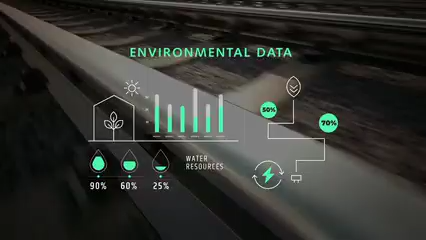 ENVIRONMENTAL DATA
50%
70%
WATER
RESOURCES
90%
60%
25%